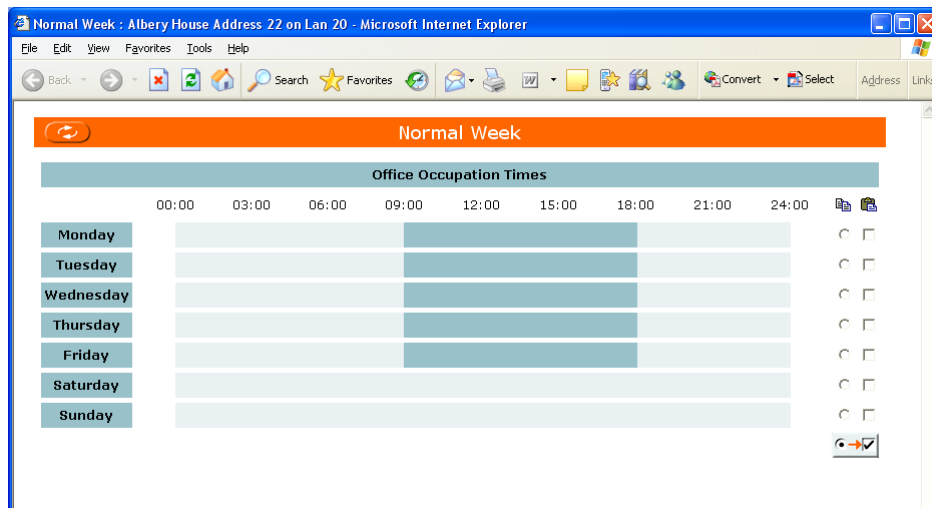 Normal Week : Albery House Address 22 on Lan 20 - Microsoft Internet Explorer
File Edit View Favorites Tools Help
Back Search Favorites W Convert Select Address Links
Normal Week
Office Occupation Times
00:00 03:00 06:00 09:00 12:00 15:00 18:00 21:00 24:00
Monday
Tuesday
Wednesday
Thursday
Friday
Saturday
Sunday